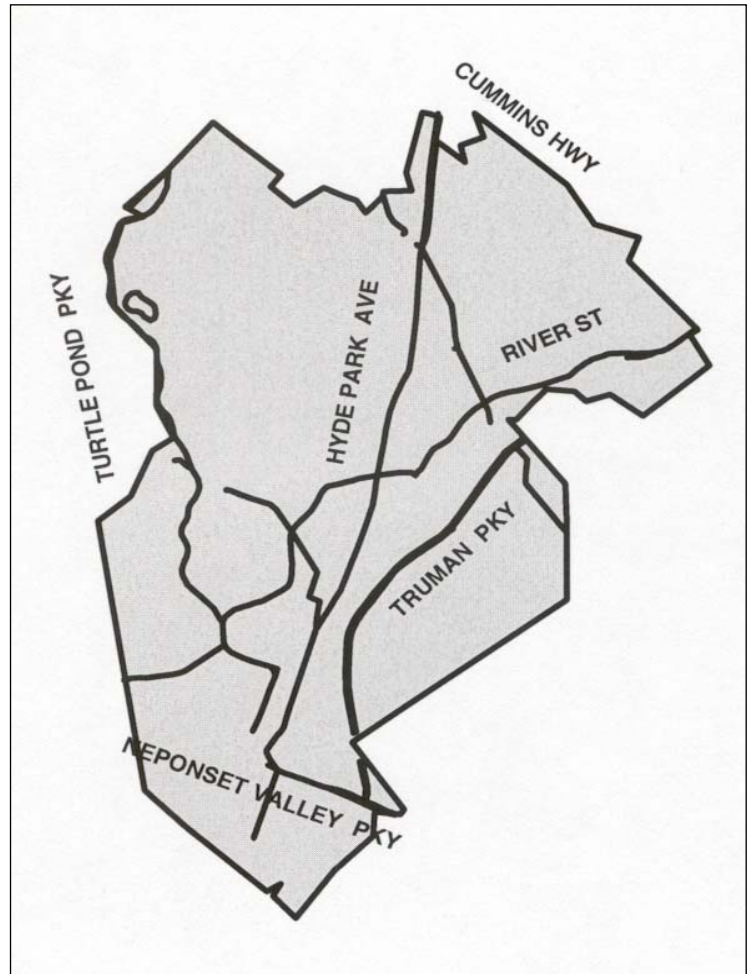 CUMMINS HWY
TURTLE POND PKY
HYDE PARK AVE
RIVER ST
TRUMAN PKY
NEPONSET VALLEY PKY